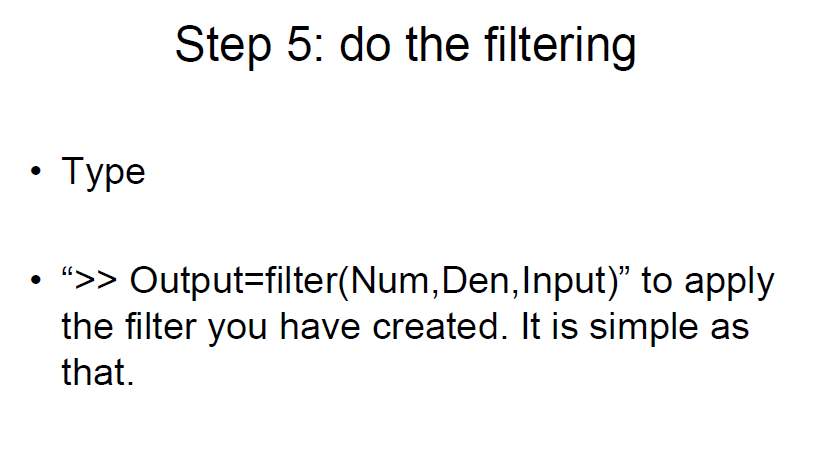 Step 5: do the filtering
• Type
• “>> Output=filter(Num,Den,Input)” to apply
the filter you have created. It is simple as
that.